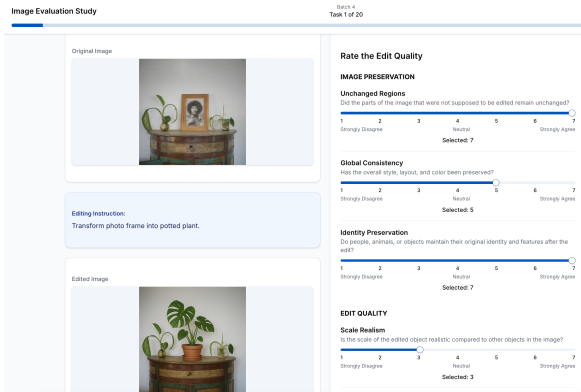 Image Evaluation Study
Batch 4
Task 1 of 20
Original Image
Editing Instruction:
Transform photo frame into potted plant.
Edited Image
Rate the Edit Quality
IMAGE PRESERVATION
Unchanged Regions
Did the parts of the image that were not supposed to be edited remain unchanged?
1 2 3 4 5 6 7
Strongly Disagree Neutral Strongly Agree
Selected: 7
Global Consistency
Has the overall style, layout, and color been preserved?
1 2 3 4 5 6 7
Strongly Disagree Neutral Strongly Agree
Selected: 5
Identity Preservation
Do people, animals, or objects maintain their original identity and features after the
edit?
1 2 3 4 5 6 7
Strongly Disagree Neutral Strongly Agree
Selected: 7
EDIT QUALITY
Scale Realism
Is the scale of the edited object realistic compared to other objects in the image?
1 2 3 4 5 6 7
Strongly Disagree Neutral Strongly Agree
Selected: 3